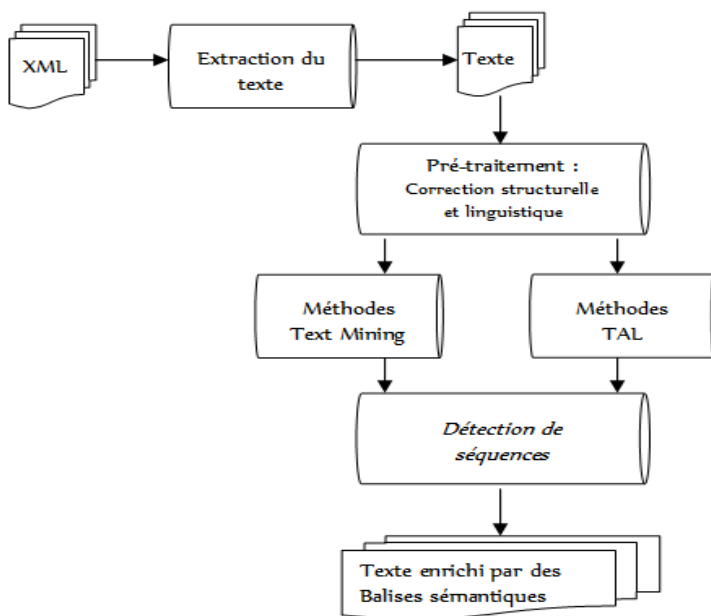 XML
Extraction du
texte
Texte
Pré-traitement :
Correction structurelle
et linguistique
Méthodes
Text Mining
Méthodes
TAL
Détection de
séquences
Texte enrichi par des
Balises sémantiques